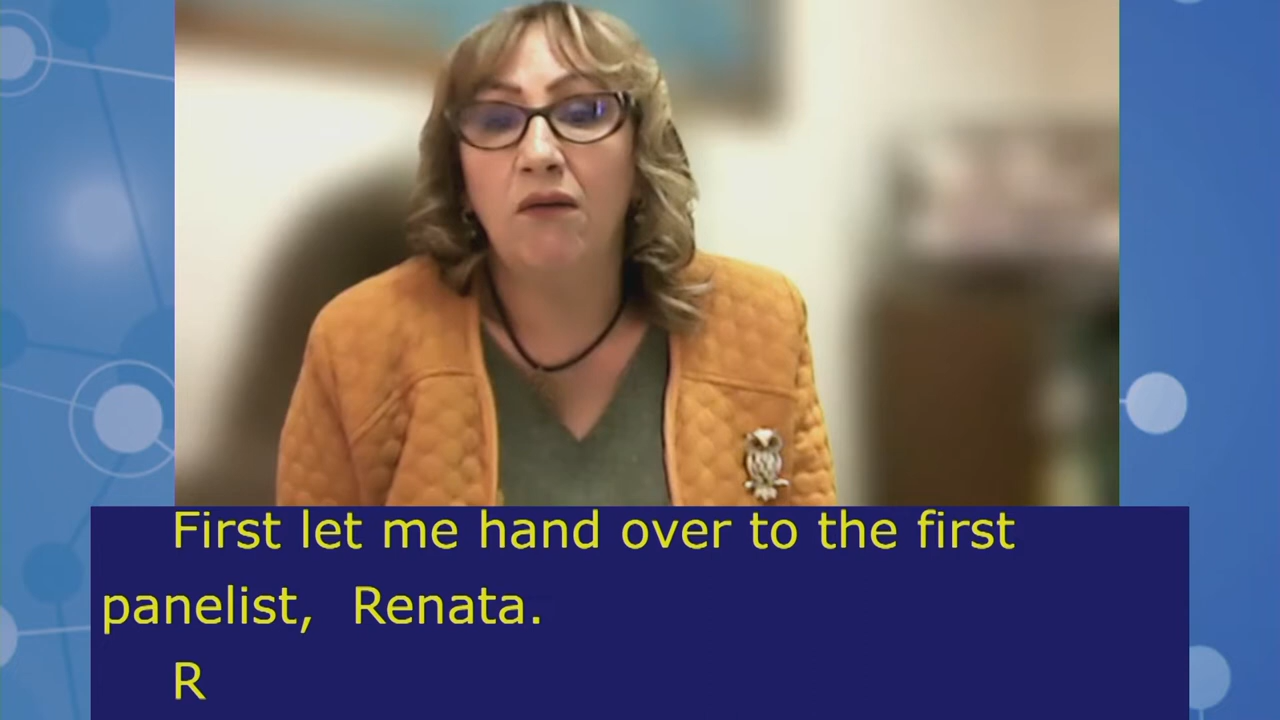 First let me hand over to the first
panelist,  Renata.
R